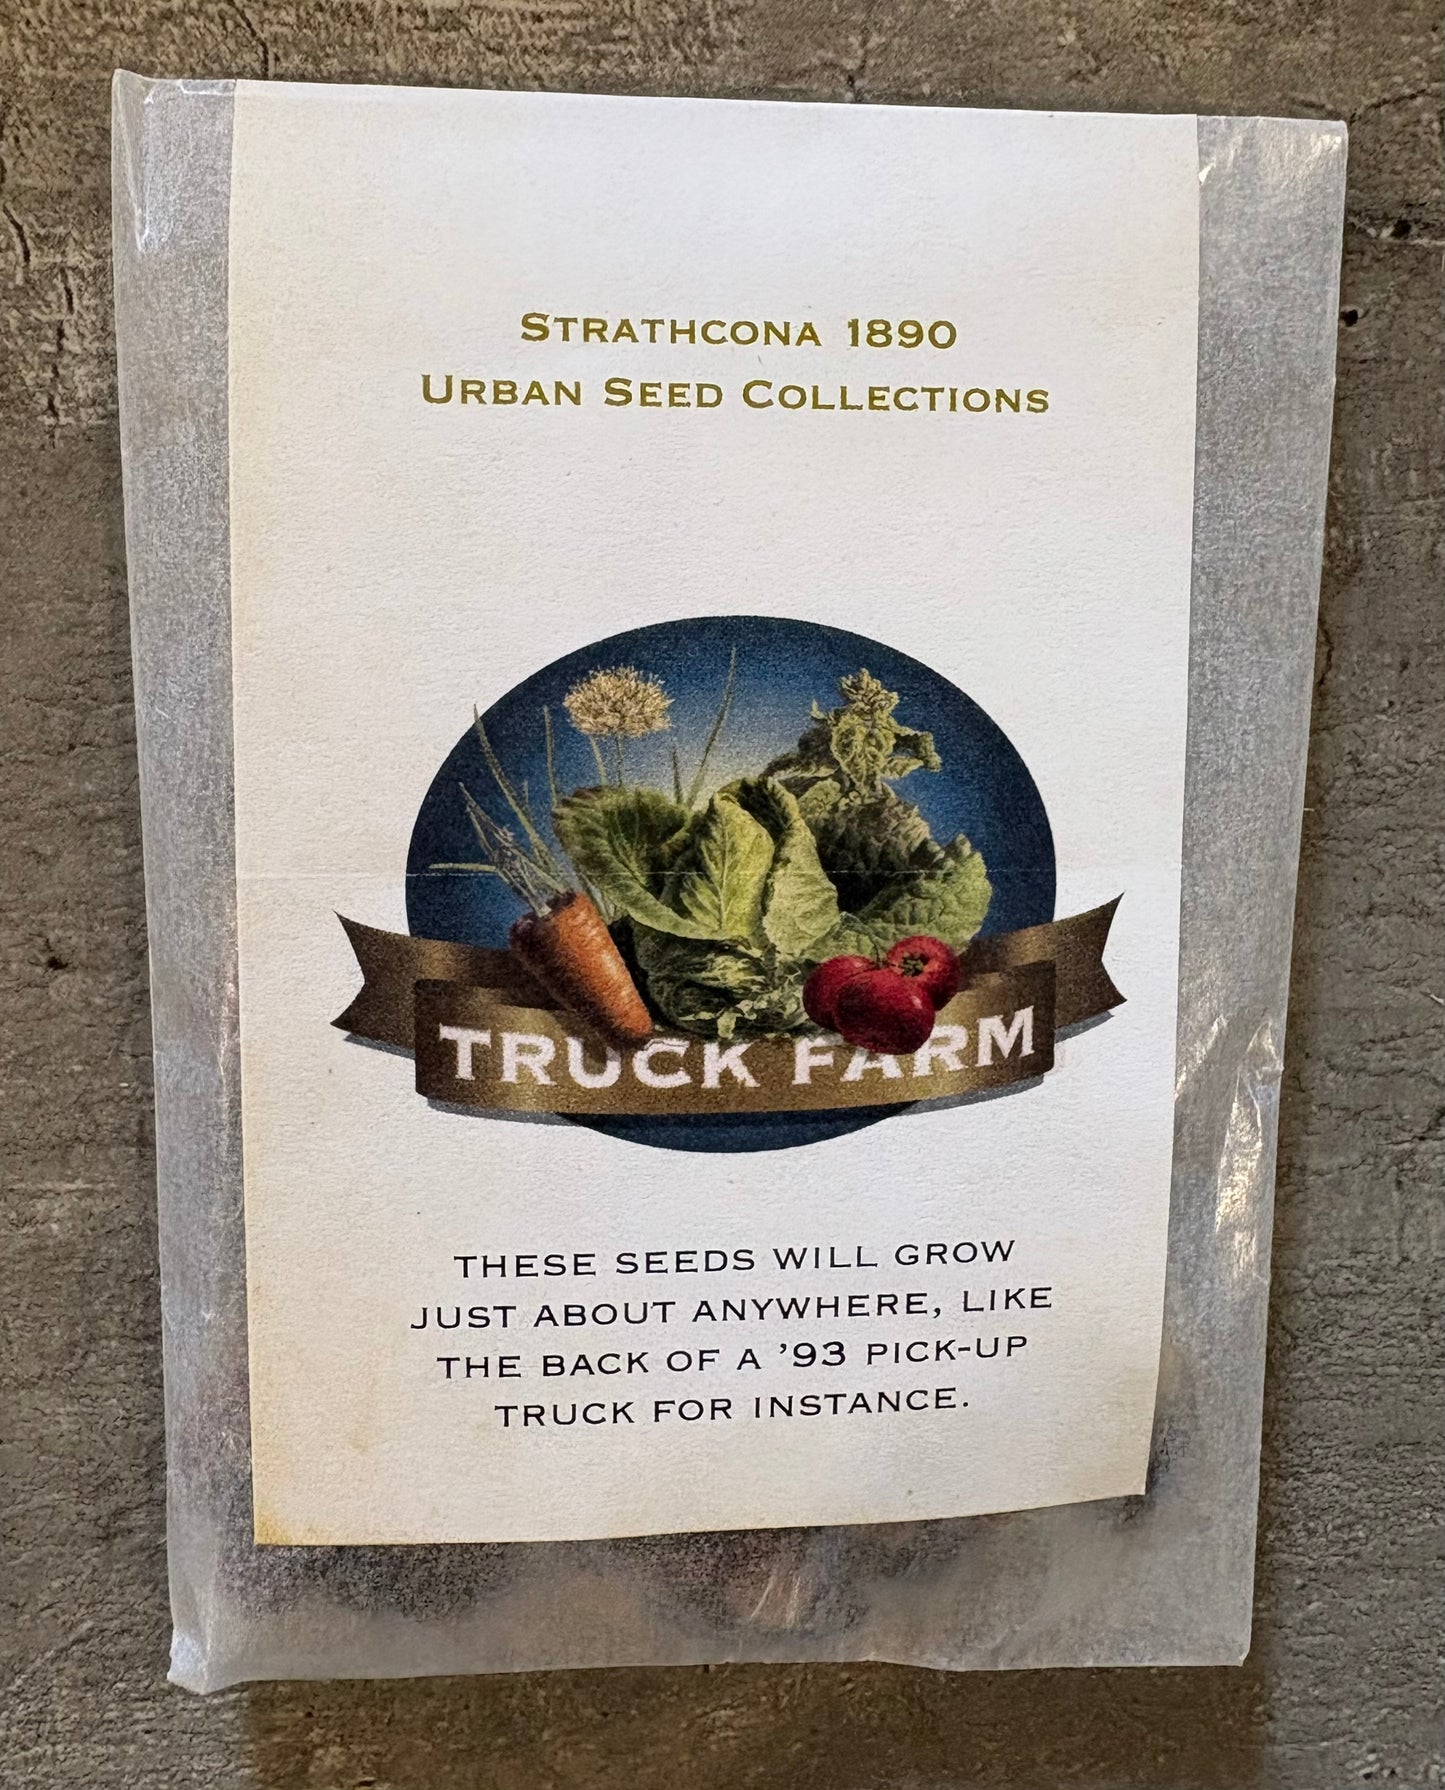 STRATHCONA 1890
URBAN SEED COLLECTIONS
TRUCK FARM
THESE SEEDS WILL GROW
JUST ABOUT ANYWHERE, LIKE
THE BACK OF A ’93 PICK-UP
TRUCK FOR INSTANCE.